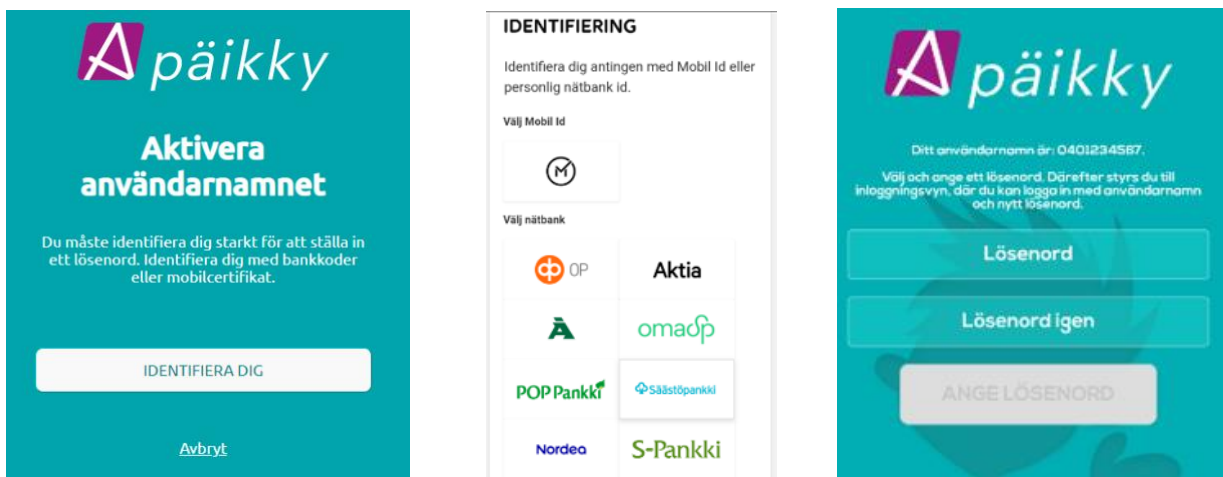 päikky
Aktivera
användarnamnet
Du måste identifiera dig starkt för att ställa in
ett lösenord. Identifiera dig med bankkoder
eller mobilcertifikat.
IDENTIFIERA DIG
Avbryt
IDENTIFIERING
Identifiera dig antingen med Mobil Id eller
personlig nätbank id.
Välj Mobil Id
M
Välj nätbank
OP
Aktia
Å
omasp
POP Pankki
Säästöpankki
Nordea
S-Pankki
päikky
Ditt användarnamn är: 0401234567.
Välj och ange ett lösenord. Därefter styrs du till
inloggningsvyn, där du kan logga in med användarnamn
och nytt lösenord.
Lösenord
Lösenord igen
ANGE LÖSENORD